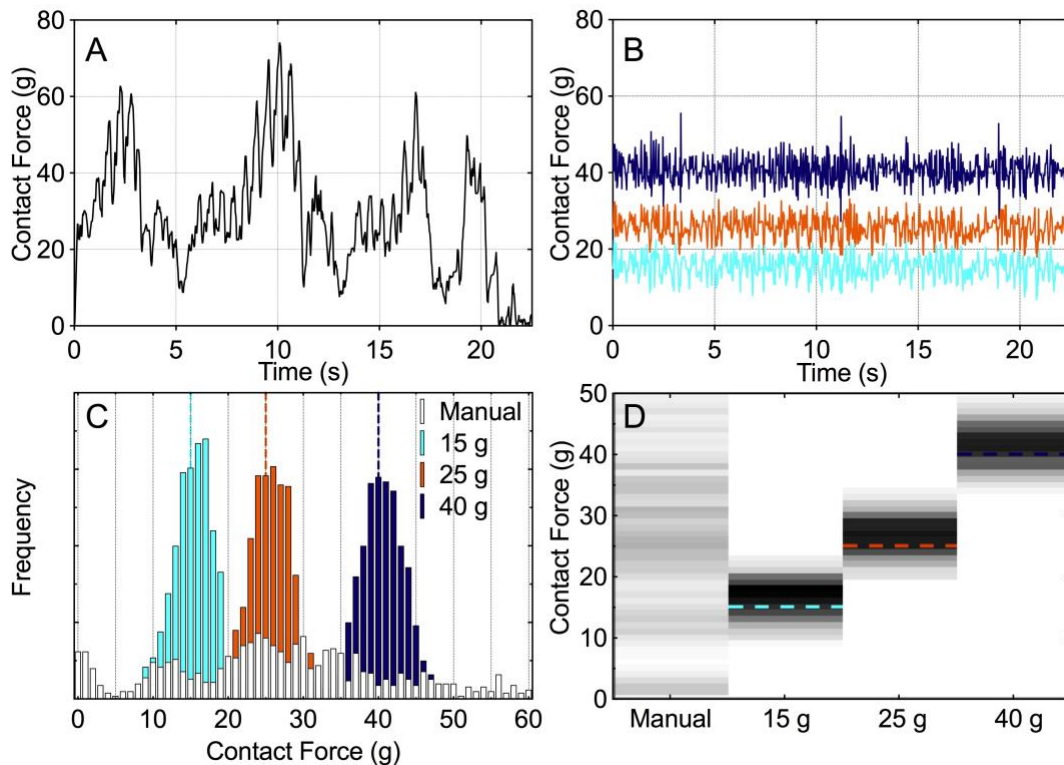 A
Contact Force (g)
80
60
40
20
0
0 5 10 15 20
Time (s)
B
Contact Force (g)
80
60
40
20
0
0 5 10 15 20
Time (s)
C
Manual
15 g
25 g
40 g
Frequency
0 10 20 30 40 50 60
Contact Force (g)
D
Contact Force (g)
50
40
30
20
10
0
Manual 15 g 25 g 40 g